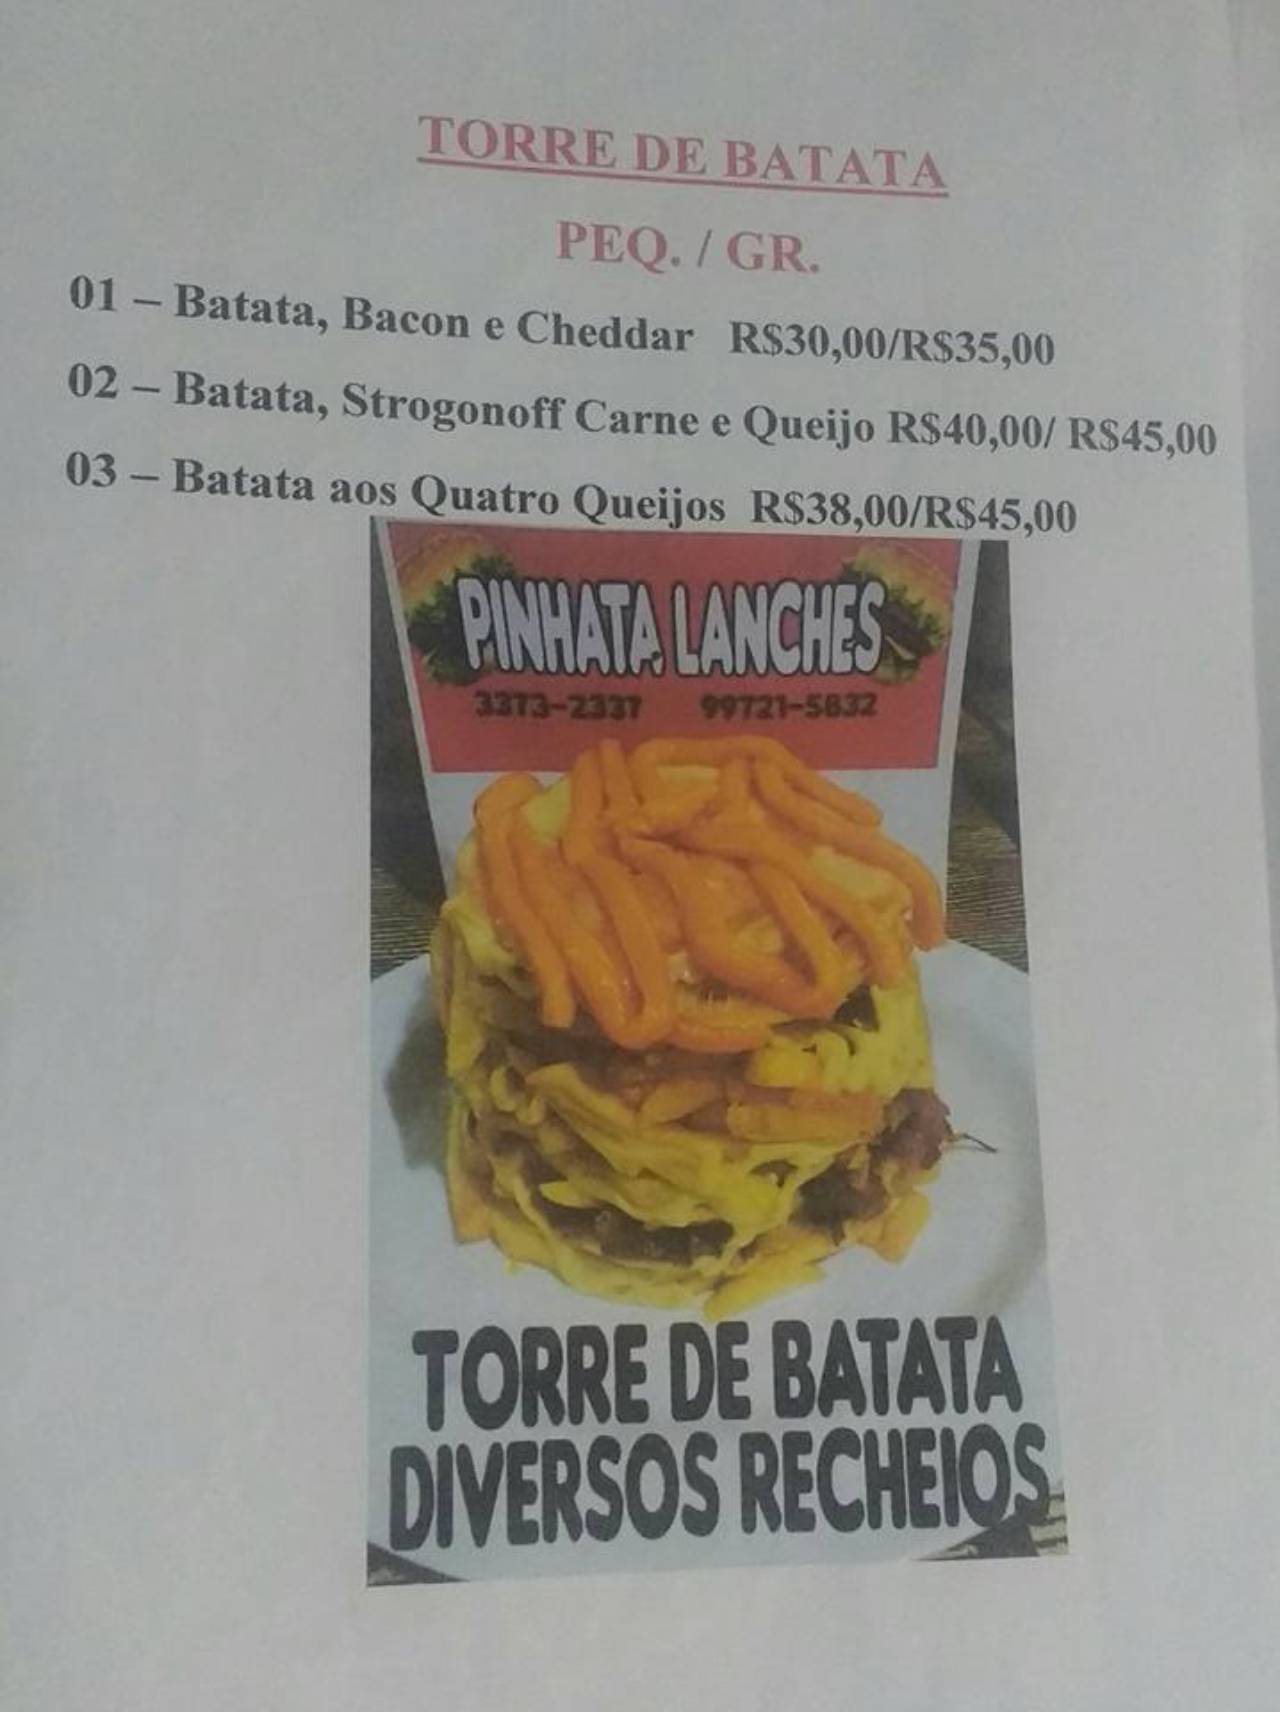 TORRE DE BATATA
PEQ. / GR.
01 – Batata, Bacon e Cheddar R$30,00/R$35,00
02 – Batata, Strogonoff Carne e Queijo R$40,00/ R$45,00
03 – Batata aos Quatro Queijos R$38,00/R$45,00
PINHATA LANCHES
3373-2337 99721-5832
TORRE DE BATATA
DIVERSOS RECHEIOS